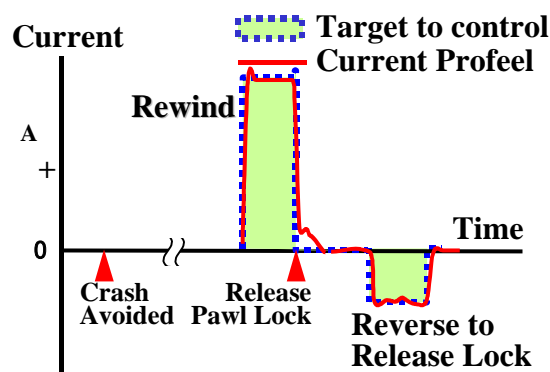 Target to control
Current
Current Profeel
Rewind
A
+
0
Time
Crash
Avoided
Release
Pawl Lock
Reverse to
Release Lock